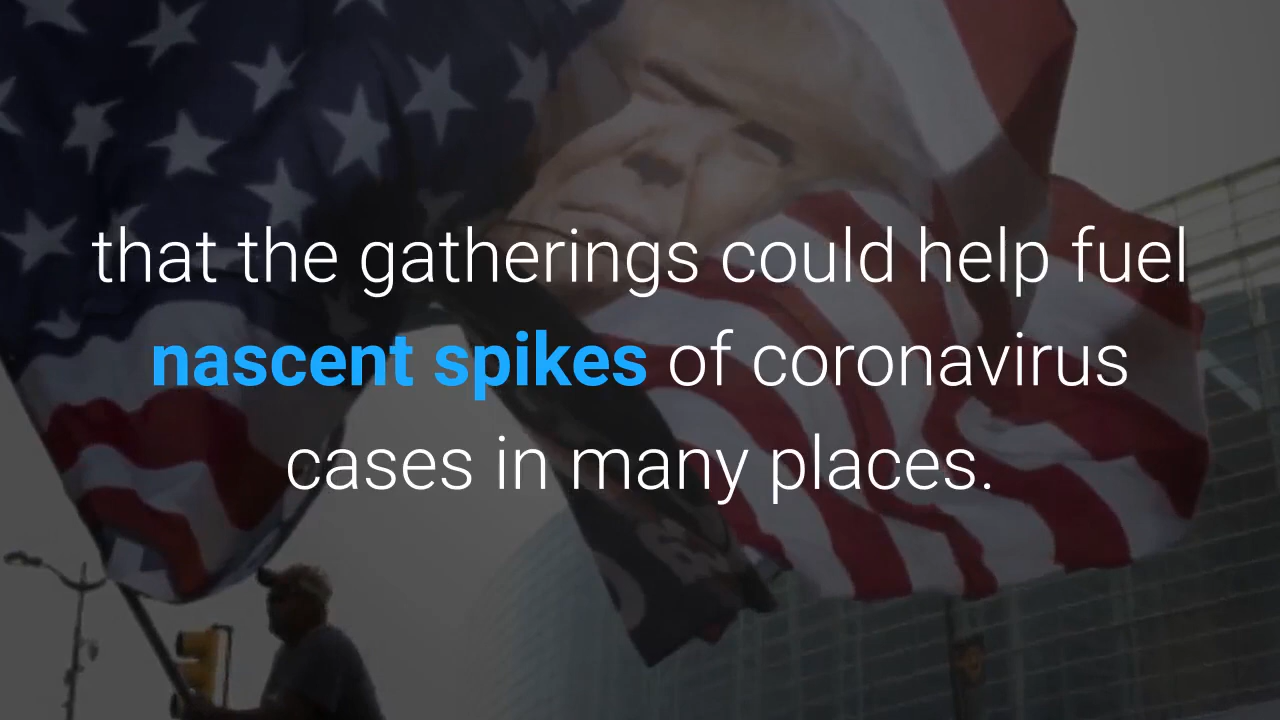 that the gatherings could help fuel
nascent spikes of coronavirus
cases in many places.